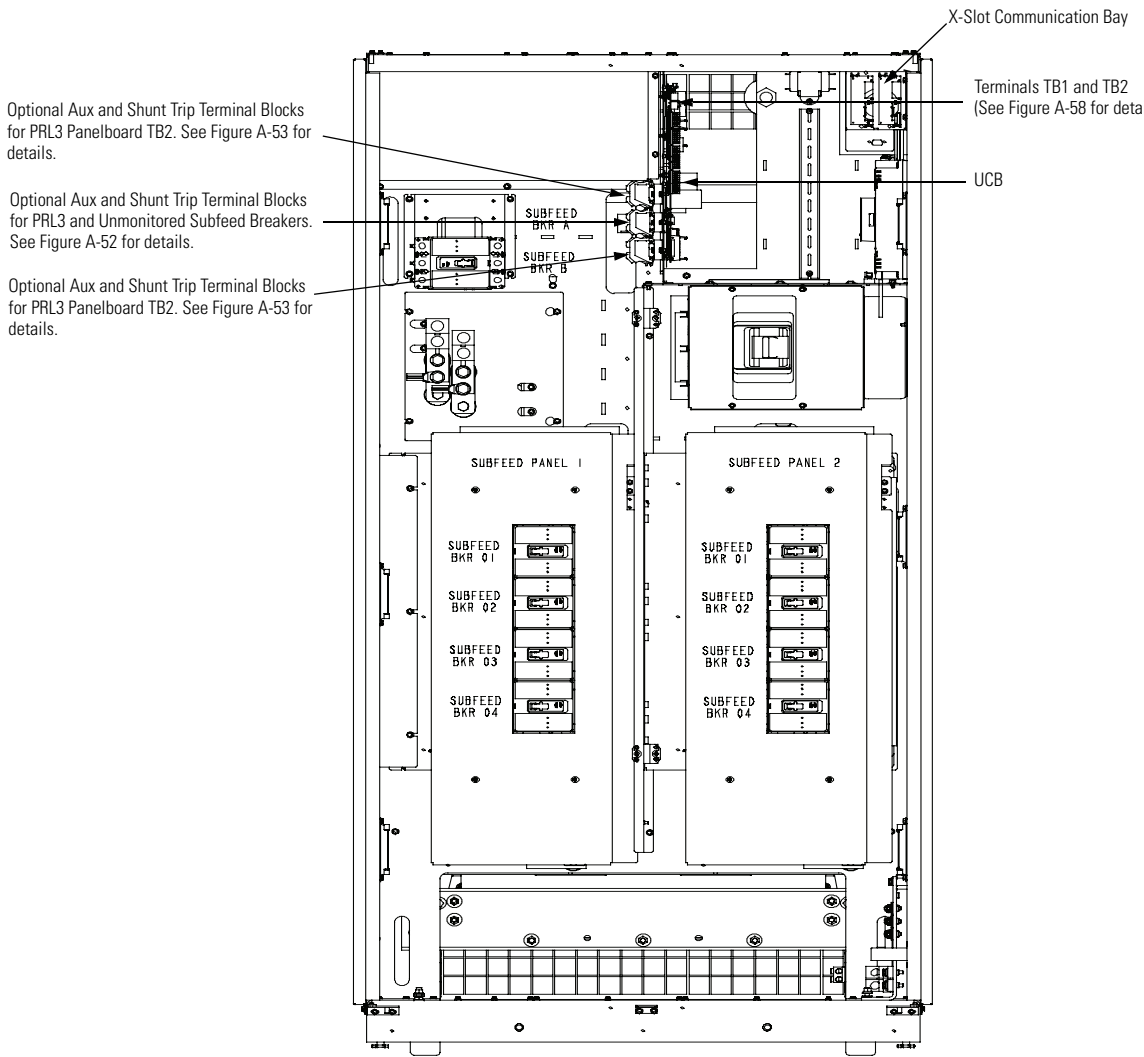 X-Slot Communication Bay
Optional Aux and Shunt Trip Terminal Blocks
for PRL3 Panelboard TB2. See Figure A-53 for
details.
Terminals TB1 and TB2
(See Figure A-58 for deta
Optional Aux and Shunt Trip Terminal Blocks
for PRL3 and Unmonitored Subfeed Breakers.
See Figure A-52 for details.
UCB
SUBFEED
BKR A
SUBFEED
BKR B
Optional Aux and Shunt Trip Terminal Blocks
for PRL3 Panelboard TB2. See Figure A-53 for
details.
SUBFEED PANEL 1
SUBFEED
BKR 01
SUBFEED
BKR 02
SUBFEED
BKR 03
SUBFEED
BKR 04
SUBFEED PANEL 2
SUBFEED
BKR 01
SUBFEED
BKR 02
SUBFEED
BKR 03
SUBFEED
BKR 04